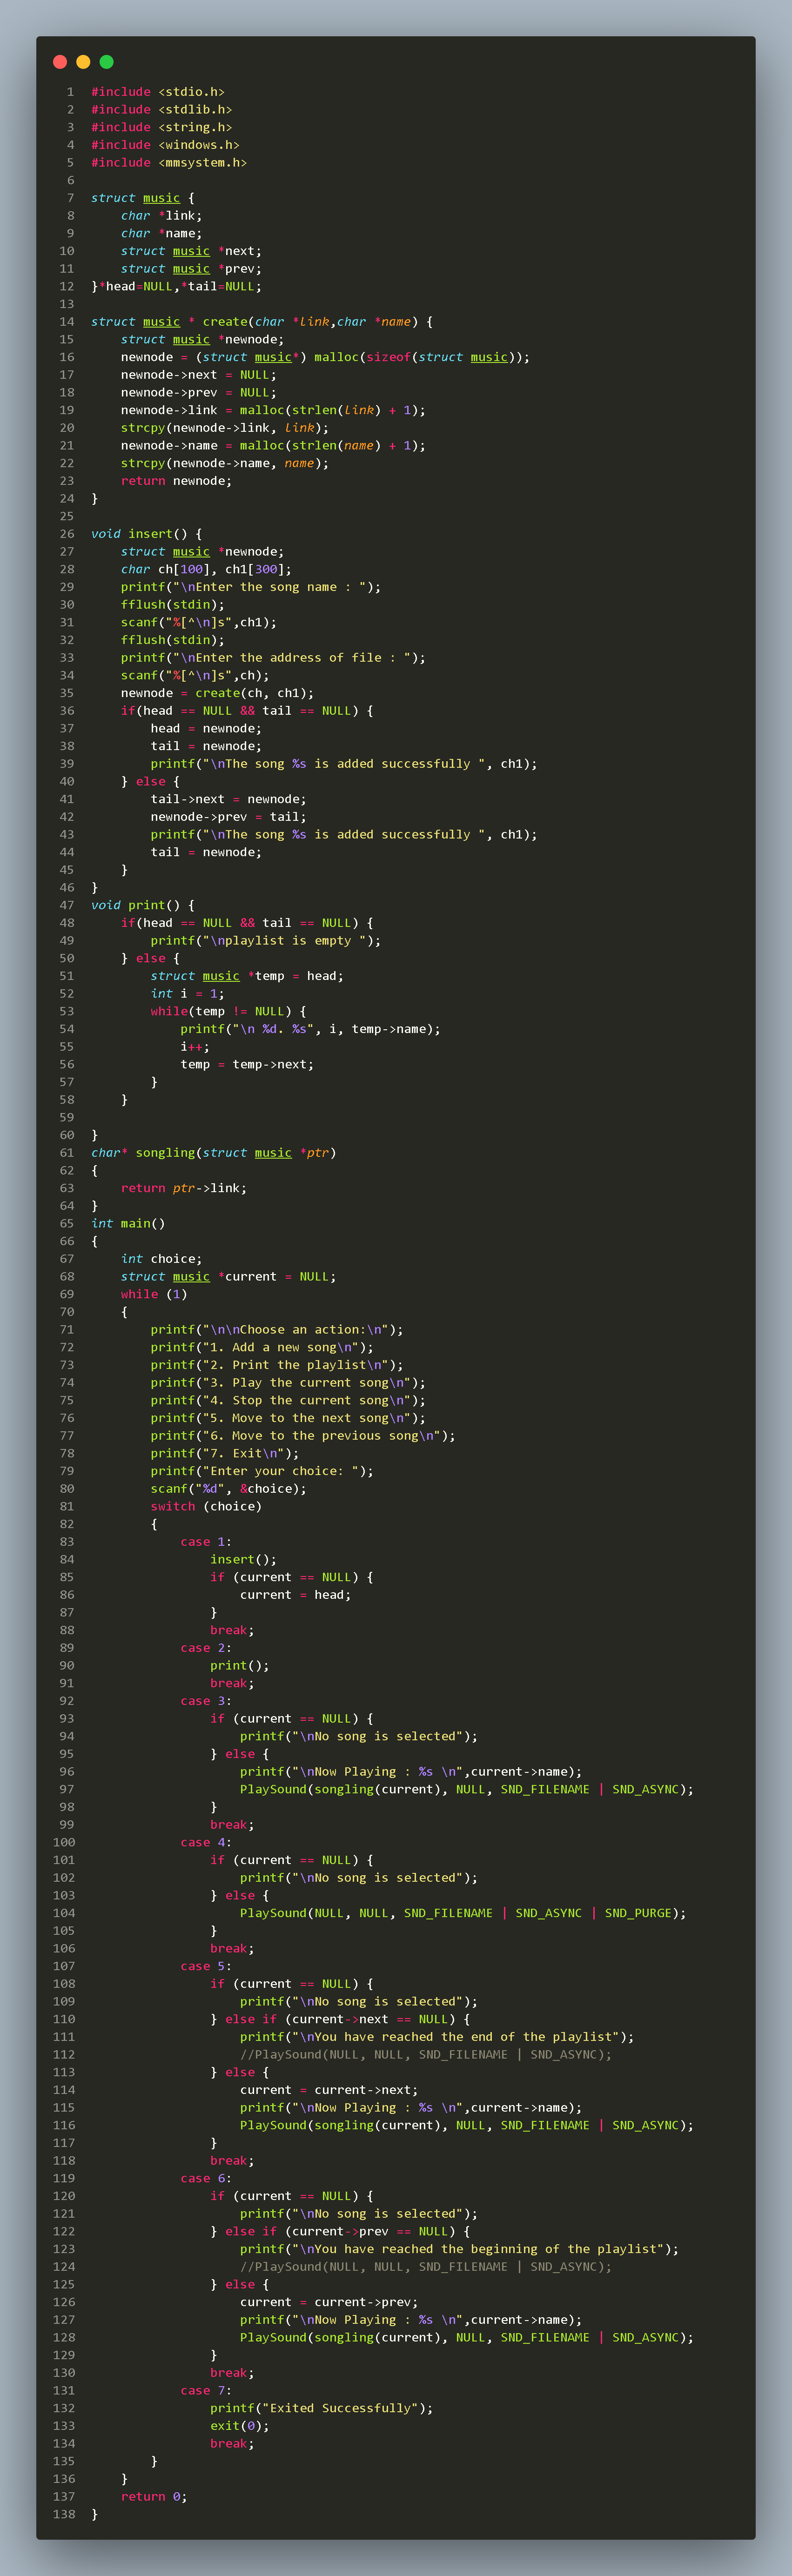 1 #include <stdio.h>
2 #include <stdlib.h>
3 #include <string.h>
4 #include <windows.h>
5 #include <mmsystem.h>
6
7 struct music {
8     char *link;
9     char *name;
10     struct music *next;
11     struct music *prev;
12 }*head=NULL,*tail=NULL;
13
14 struct music * create(char *link,char *name) {
15     struct music *newnode;
16     newnode = (struct music*) malloc(sizeof(struct music));
17     newnode->next = NULL;
18     newnode->prev = NULL;
19     newnode->link = malloc(strlen(link) + 1);
20     strcpy(newnode->link, link);
21     newnode->name = malloc(strlen(name) + 1);
22     strcpy(newnode->name, name);
23     return newnode;
24 }
25
26 void insert() {
27     struct music *newnode;
28     char ch[100], ch1[300];
29     printf("\nEnter the song name : ");
30     fflush(stdin);
31     scanf("%[^\n]s",ch1);
32     fflush(stdin);
33     printf("\nEnter the address of file : ");
34     scanf("%[^\n]s",ch);
35     newnode = create(ch, ch1);
36     if(head == NULL && tail == NULL) {
37         head = newnode;
38         tail = newnode;
39         printf("\nThe song %s is added successfully ", ch1);
40     } else {
41         tail->next = newnode;
42         newnode->prev = tail;
43         printf("\nThe song %s is added successfully ", ch1);
44         tail = newnode;
45     }
46 }
47 void print() {
48     if(head == NULL && tail == NULL) {
49         printf("\nplaylist is empty ");
50     } else {
51         struct music *temp = head;
52         int i = 1;
53         while(temp != NULL) {
54             printf("\n %d. %s", i, temp->name);
55             i++;
56             temp = temp->next;
57         }
58     }
59
60 }
61 char* songling(struct music *ptr)
62 {
63     return ptr->link;
64 }
65 int main()
66 {
67     int choice;
68     struct music *current = NULL;
69     while (1)
70     {
71         printf("\n\nChoose an action:\n");
72         printf("1. Add a new song\n");
73         printf("2. Print the playlist\n");
74         printf("3. Play the current song\n");
75         printf("4. Stop the current song\n");
76         printf("5. Move to the next song\n");
77         printf("6. Move to the previous song\n");
78         printf("7. Exit\n");
79         printf("Enter your choice: ");
80         scanf("%d", &choice);
81         switch (choice)
82         {
83             case 1:
84                 insert();
85                 if (current == NULL) {
86                     current = head;
87                 }
88                 break;
89             case 2:
90                 print();
91                 break;
92             case 3:
93                 if (current == NULL) {
94                     printf("\nNo song is selected");
95                 } else {
96                     printf("\nNow Playing : %s \n",current->name);
97                     PlaySound(songling(current), NULL, SND_FILENAME | SND_ASYNC);
98                 }
99                 break;
100             case 4:
101                 if (current == NULL) {
102                     printf("\nNo song is selected");
103                 } else {
104                     PlaySound(NULL, NULL, SND_FILENAME | SND_ASYNC | SND_PURGE);
105                 }
106                 break;
107             case 5:
108                 if (current == NULL) {
109                     printf("\nNo song is selected");
110                 } else if (current->next == NULL) {
111                     printf("\nYou have reached the end of the playlist");
112                     //PlaySound(NULL, NULL, SND_FILENAME | SND_ASYNC);
113                 } else {
114                     current = current->next;
115                     printf("\nNow Playing : %s \n",current->name);
116                     PlaySound(songling(current), NULL, SND_FILENAME | SND_ASYNC);
117                 }
118                 break;
119             case 6:
120                 if (current == NULL) {
121                     printf("\nNo song is selected");
122                 } else if (current->prev == NULL) {
123                     printf("\nYou have reached the beginning of the playlist");
124                     //PlaySound(NULL, NULL, SND_FILENAME | SND_ASYNC);
125                 } else {
126                     current = current->prev;
127                     printf("\nNow Playing : %s \n",current->name);
128                     PlaySound(songling(current), NULL, SND_FILENAME | SND_ASYNC);
129                 }
130                 break;
131             case 7:
132                 printf("Exited Successfully");
133                 exit(0);
134                 break;
135         }
136     }
137     return 0;
138 }